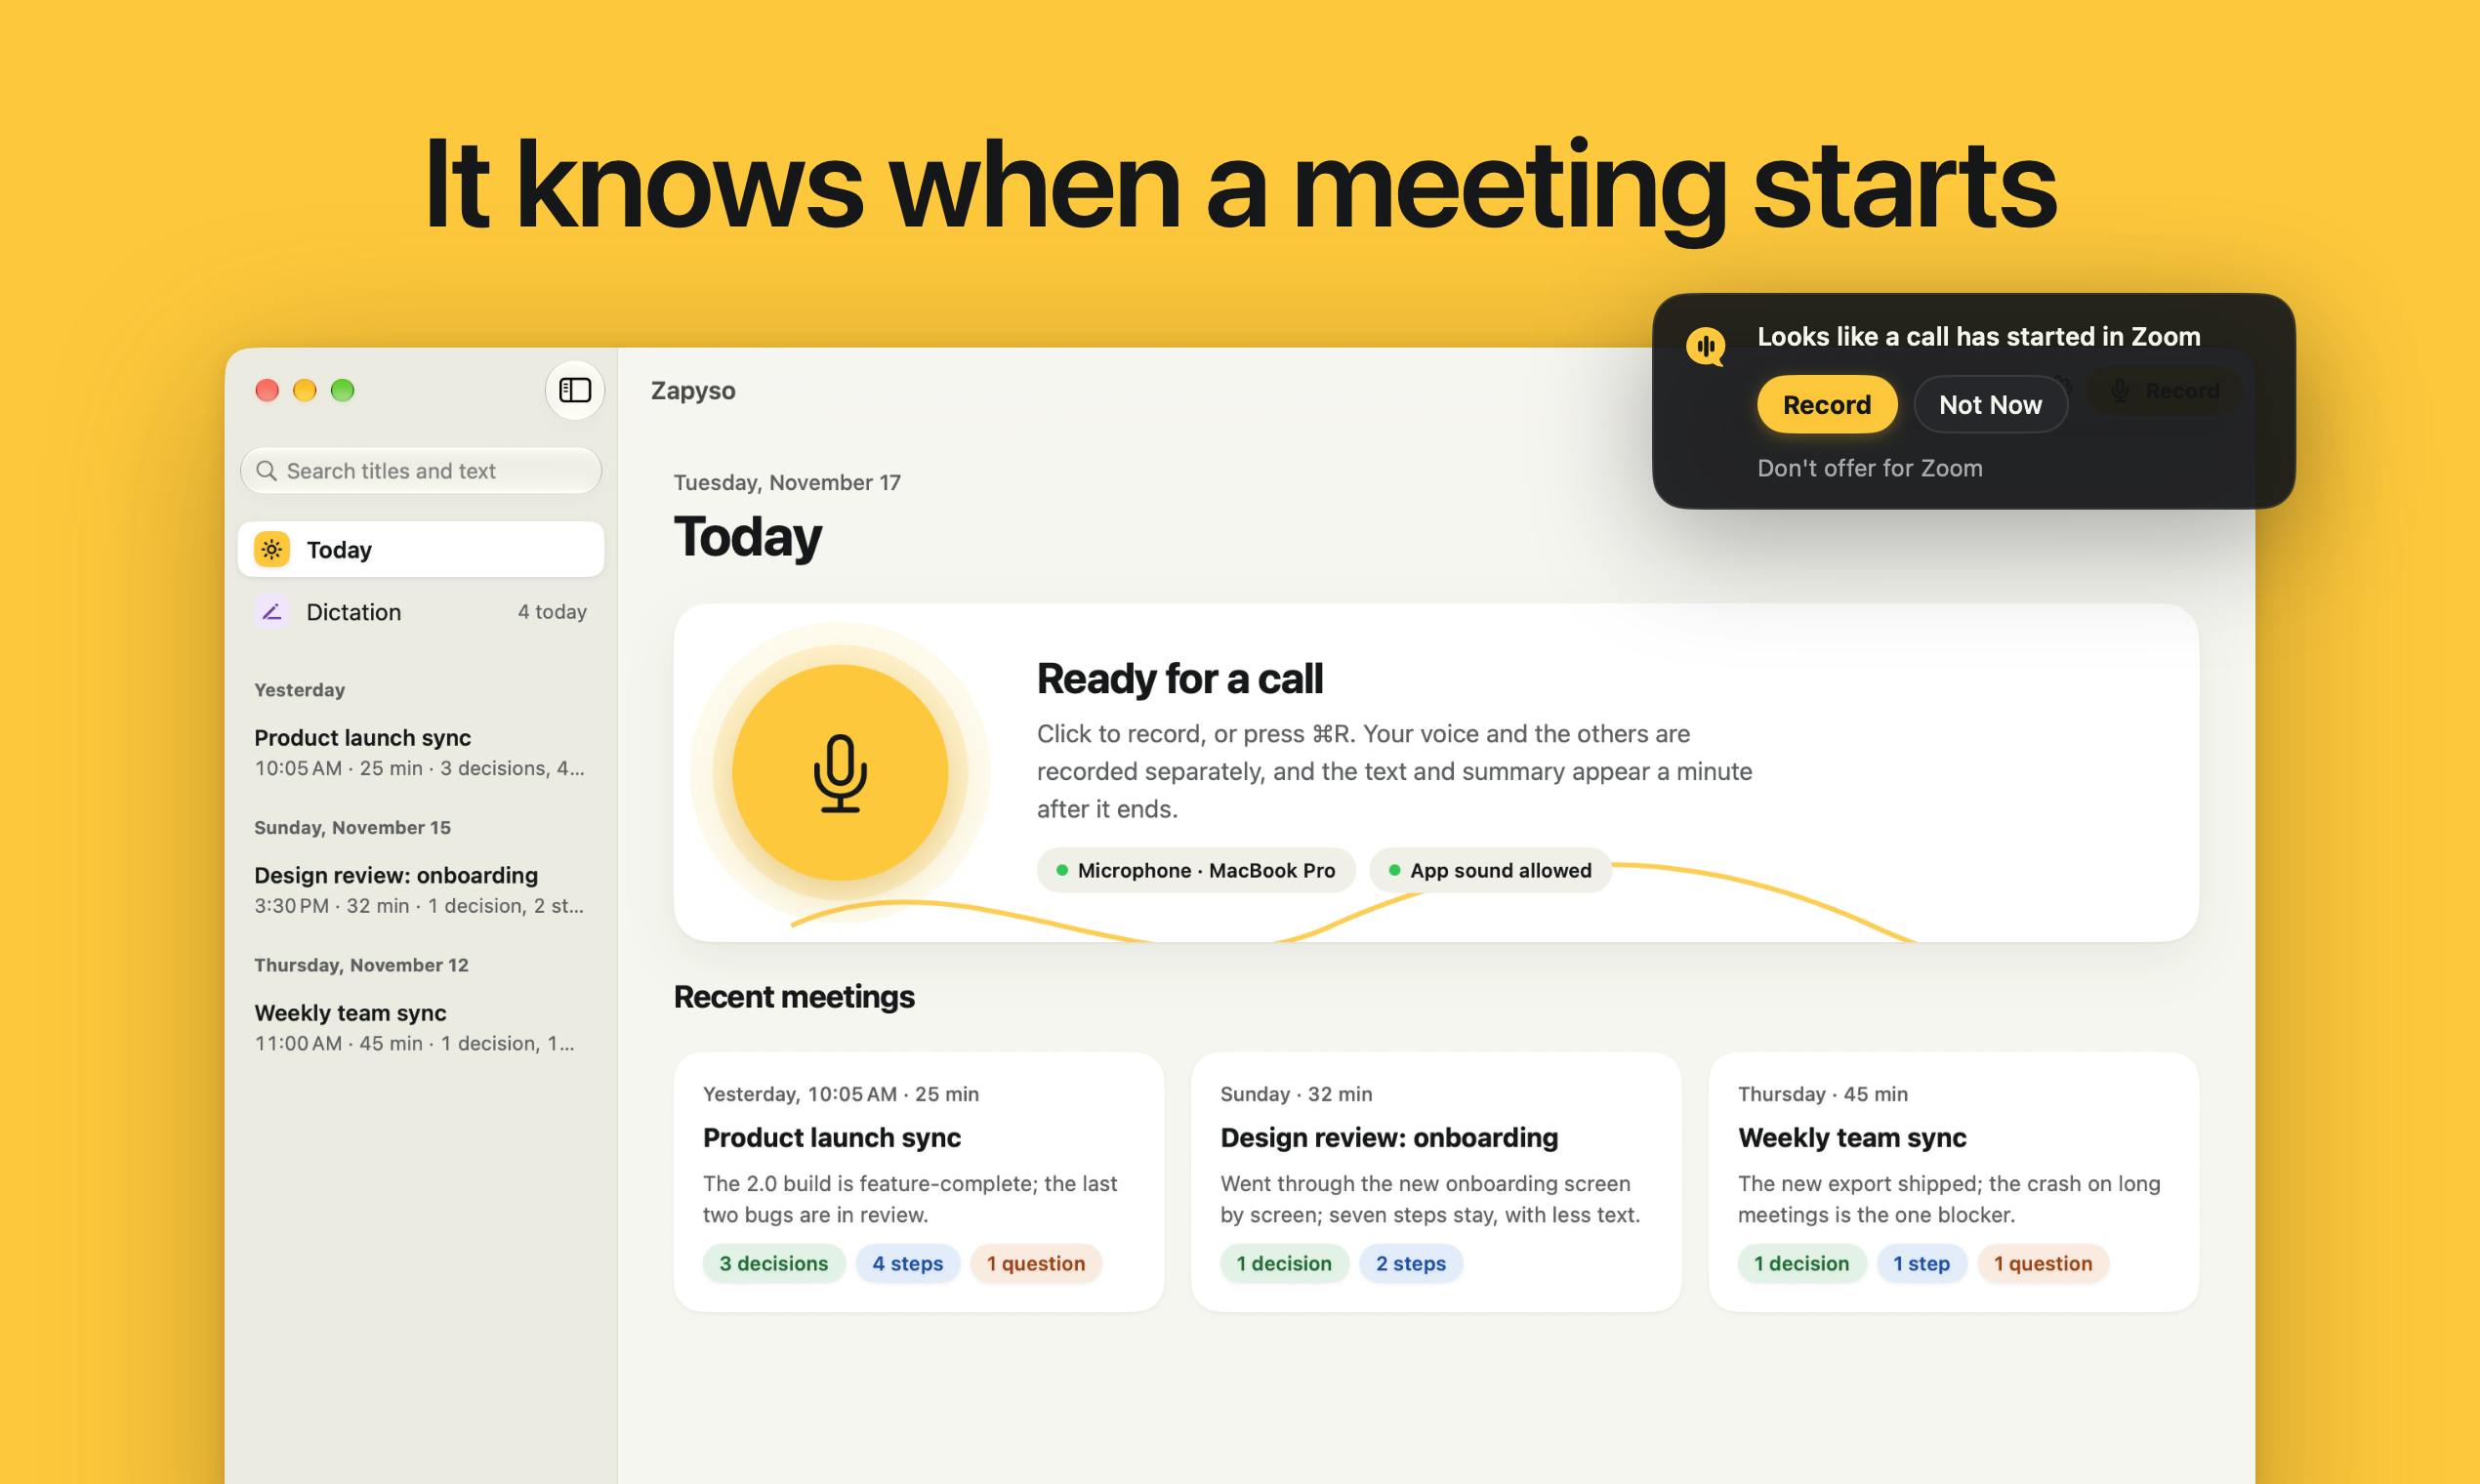 It knows when a meeting starts
Looks like a call has started in Zoom
Record
Not Now
Don't offer for Zoom
Zapyso
Record
Search titles and text
Today
Dictation
4 today
Yesterday
Product launch sync
10:05 AM · 25 min · 3 decisions, 4...
Sunday, November 15
Design review: onboarding
3:30 PM · 32 min · 1 decision, 2 st...
Thursday, November 12
Weekly team sync
11:00 AM · 45 min · 1 decision, 1...
Tuesday, November 17
Today
Ready for a call
Click to record, or press ⌘R. Your voice and the others are
recorded separately, and the text and summary appear a minute
after it ends.
Microphone · MacBook Pro
App sound allowed
Recent meetings
Yesterday, 10:05 AM · 25 min
Product launch sync
The 2.0 build is feature-complete; the last
two bugs are in review.
3 decisions
4 steps
1 question
Sunday · 32 min
Design review: onboarding
Went through the new onboarding screen
by screen; seven steps stay, with less text.
1 decision
2 steps
Thursday · 45 min
Weekly team sync
The new export shipped; the crash on long
meetings is the one blocker.
1 decision
1 step
1 question